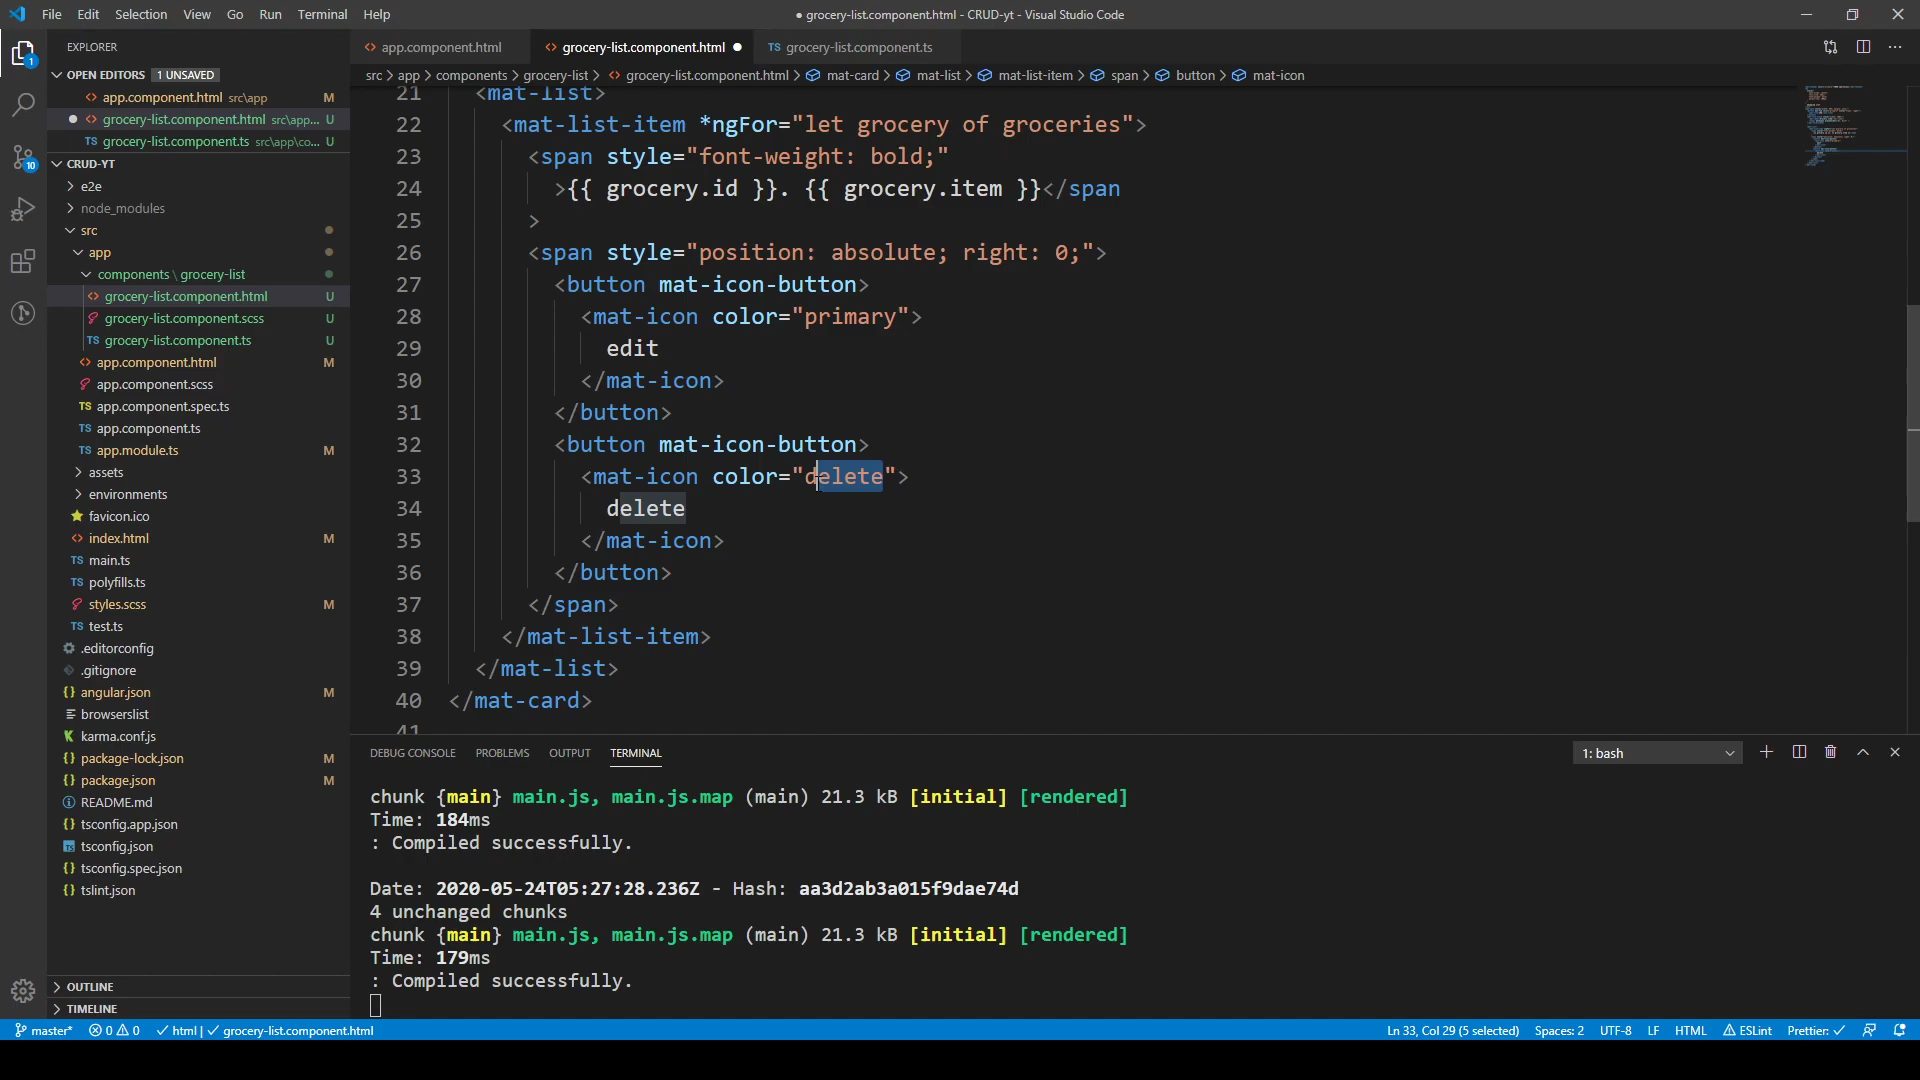 File Edit Selection View Go Run Terminal Help
● grocery-list.component.html - CRUD-yt - Visual Studio Code
EXPLORER
OPEN EDITORS 1 UNSAVED
<> app.component.html src\app M
● <> grocery-list.component.html src\app... U
TS grocery-list.component.ts src\app\co... U
CRUD-YT
e2e
node_modules
src
app
components \ grocery-list
<> grocery-list.component.html U
grocery-list.component.scss U
TS grocery-list.component.ts U
<> app.component.html M
app.component.scss
TS app.component.spec.ts
TS app.component.ts
TS app.module.ts M
assets
environments
favicon.ico
<> index.html M
TS main.ts
TS polyfills.ts
styles.scss M
TS test.ts
.editorconfig
.gitignore
{} angular.json M
browserslist
karma.conf.js
{} package-lock.json M
{} package.json M
README.md
{} tsconfig.app.json
TS tsconfig.json
{} tsconfig.spec.json
{} tslint.json
OUTLINE
TIMELINE
1
10
<> app.component.html
<> grocery-list.component.html ●
TS grocery-list.component.ts
src > app > components > grocery-list > <> grocery-list.component.html > mat-card > mat-list > mat-list-item > span > button > mat-icon
21 <mat-list>
22 <mat-list-item *ngFor="let grocery of groceries">
23 <span style="font-weight: bold;"
24 >{{ grocery.id }}. {{ grocery.item }}</span
25 >
26 <span style="position: absolute; right: 0;">
27 <button mat-icon-button>
28 <mat-icon color="primary">
29 edit
30 </mat-icon>
31 </button>
32 <button mat-icon-button>
33 <mat-icon color="delete">
34 delete
35 </mat-icon>
36 </button>
37 </span>
38 </mat-list-item>
39 </mat-list>
40 </mat-card>
41
DEBUG CONSOLE PROBLEMS OUTPUT TERMINAL
1: bash
chunk {main} main.js, main.js.map (main) 21.3 kB [initial] [rendered]
Time: 184ms
: Compiled successfully.
Date: 2020-05-24T05:27:28.236Z - Hash: aa3d2ab3a015f9dae74d
4 unchanged chunks
chunk {main} main.js, main.js.map (main) 21.3 kB [initial] [rendered]
Time: 179ms
: Compiled successfully.
master* 0 0 html | grocery-list.component.html
Ln 33, Col 29 (5 selected) Spaces: 2 UTF-8 LF HTML ESLint Prettier: ✓